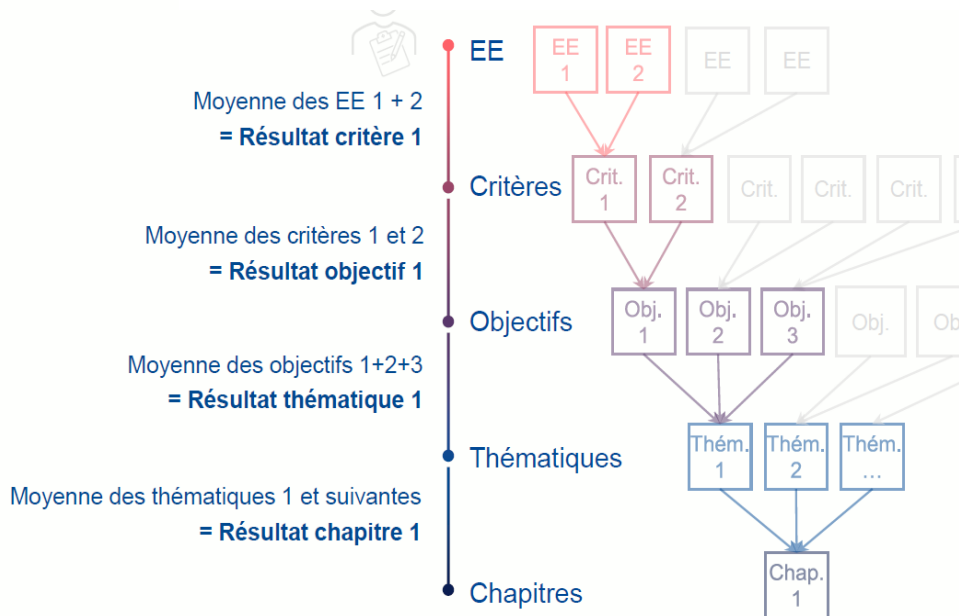 EE
EE
1
EE
2
EE
EE
Moyenne des EE 1 + 2
= Résultat critère 1
Critères
Crit.
1
Crit.
2
Crit.
Crit.
Crit.
Moyenne des critères 1 et 2
= Résultat objectif 1
Objectifs
Obj.
1
Obj.
2
Obj.
3
Obj.
Moyenne des objectifs 1+2+3
= Résultat thématique 1
Thématiques
Thém.
1
Thém.
2
Thém.
...
Moyenne des thématiques 1 et suivantes
= Résultat chapitre 1
Chapitres
Chap.
1